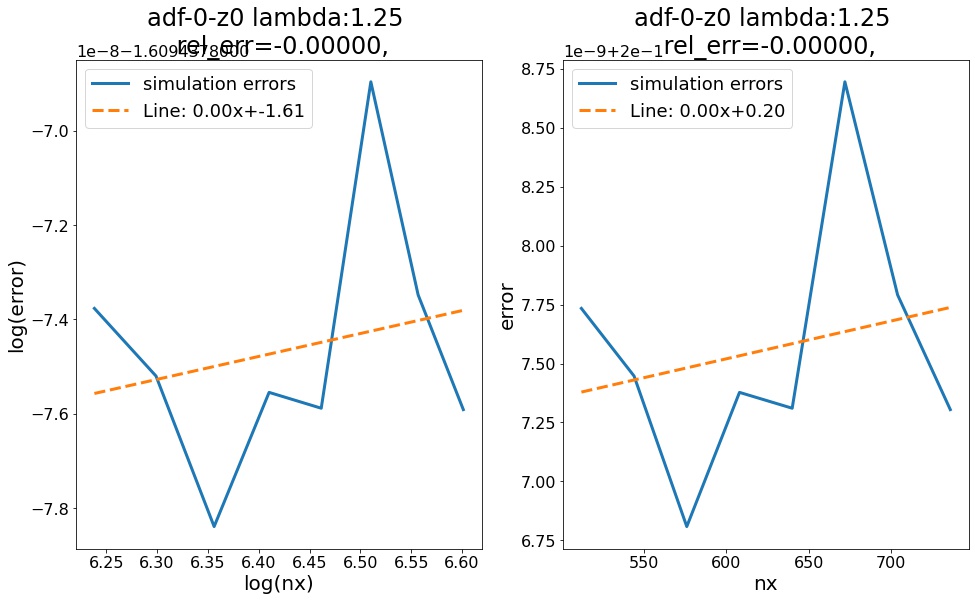 adf-0-z0 lambda:1.25
rel_err=-0.00000,
1e−8−1.6094378000
simulation errors
Line: 0.00x+-1.61
log(error)
−7.0
−7.2
−7.4
−7.6
−7.8
6.25 6.30 6.35 6.40 6.45 6.50 6.55 6.60
log(nx)
adf-0-z0 lambda:1.25
rel_err=-0.00000,
1e−9+2e−1
simulation errors
Line: 0.00x+0.20
error
8.75
8.50
8.25
8.00
7.75
7.50
7.25
7.00
6.75
550 600 650 700
nx